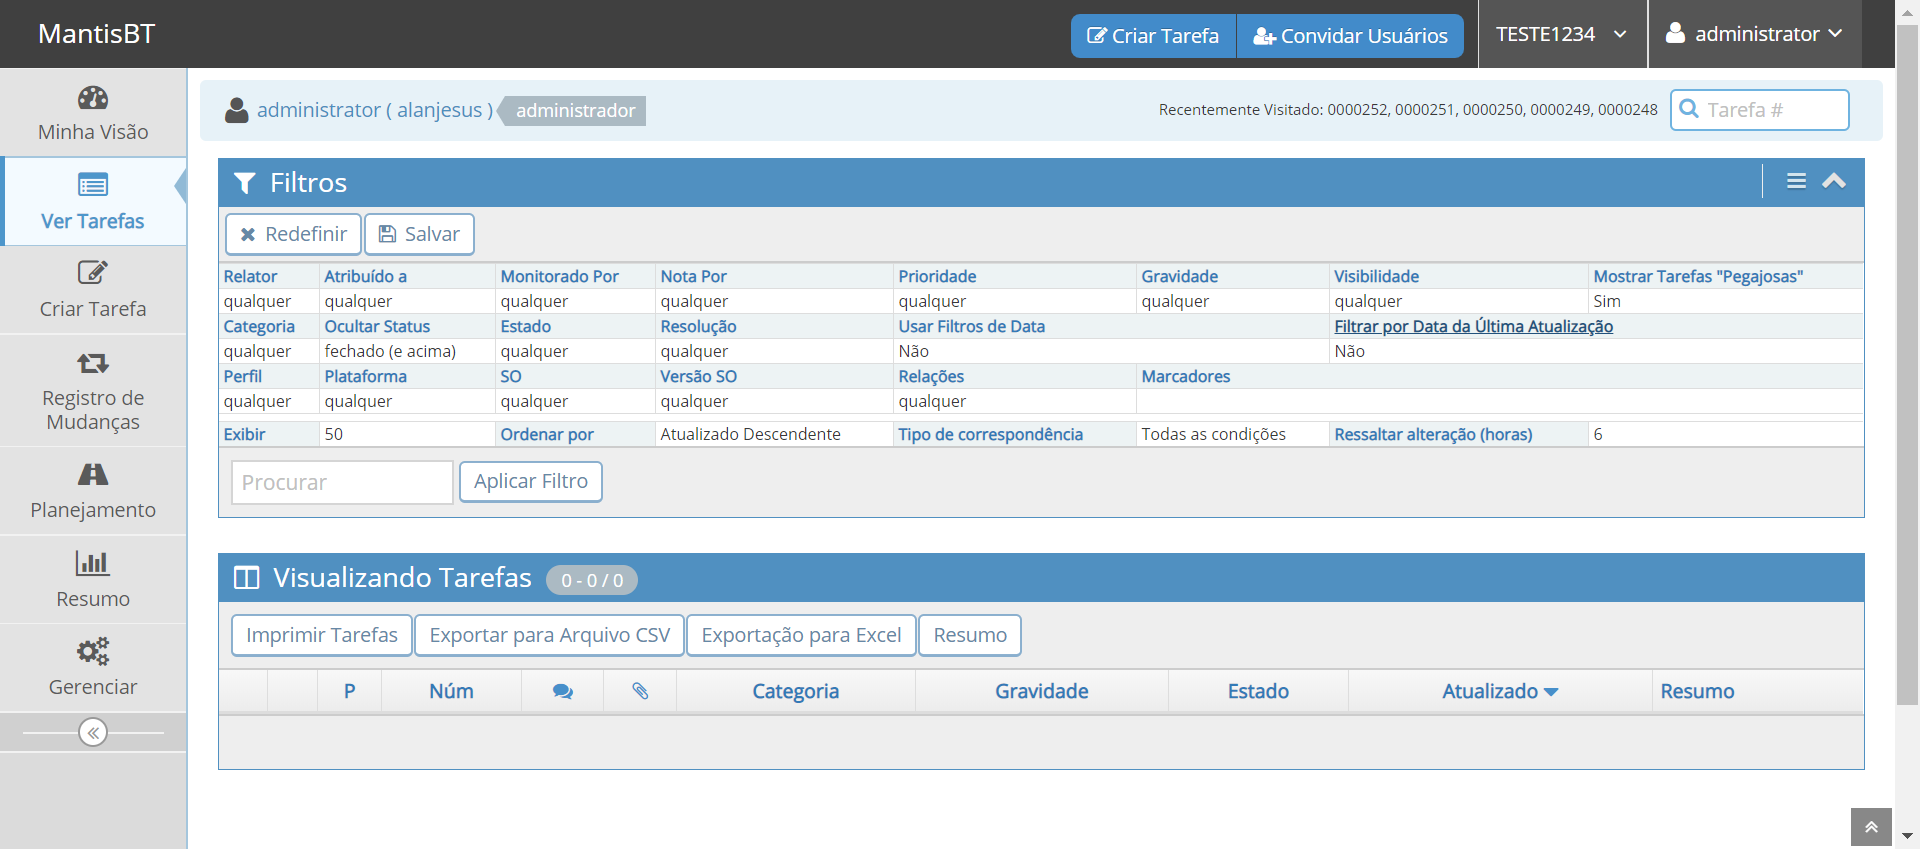 MantisBT
Criar Tarefa
Convidar Usuários
TESTE1234
administrator
Minha Visão
Ver Tarefas
Criar Tarefa
Registro de
Mudanças
Planejamento
Resumo
Gerenciar
administrator ( alanjesus )
administrador
Recentemente Visitado: 0000252, 0000251, 0000250, 0000249, 0000248
Tarefa #
Filtros
Redefinir Salvar
Relator Atribuído a Monitorado Por Nota Por Prioridade Gravidade Visibilidade Mostrar Tarefas "Pegajosas"
qualquer qualquer qualquer qualquer qualquer qualquer qualquer Sim
Categoria Ocultar Status Estado Resolução Usar Filtros de Data Filtrar por Data da Última Atualização
qualquer fechado (e acima) qualquer qualquer Não Não
Perfil Plataforma SO Versão SO Relações Marcadores
qualquer qualquer qualquer qualquer qualquer
Exibir 50 Ordenar por Atualizado Descendente Tipo de correspondência Todas as condições Ressaltar alteração (horas) 6
Procurar Aplicar Filtro
Visualizando Tarefas 0 - 0 / 0
Imprimir Tarefas Exportar para Arquivo CSV Exportação para Excel Resumo
P Núm Categoria Gravidade Estado Atualizado Resumo